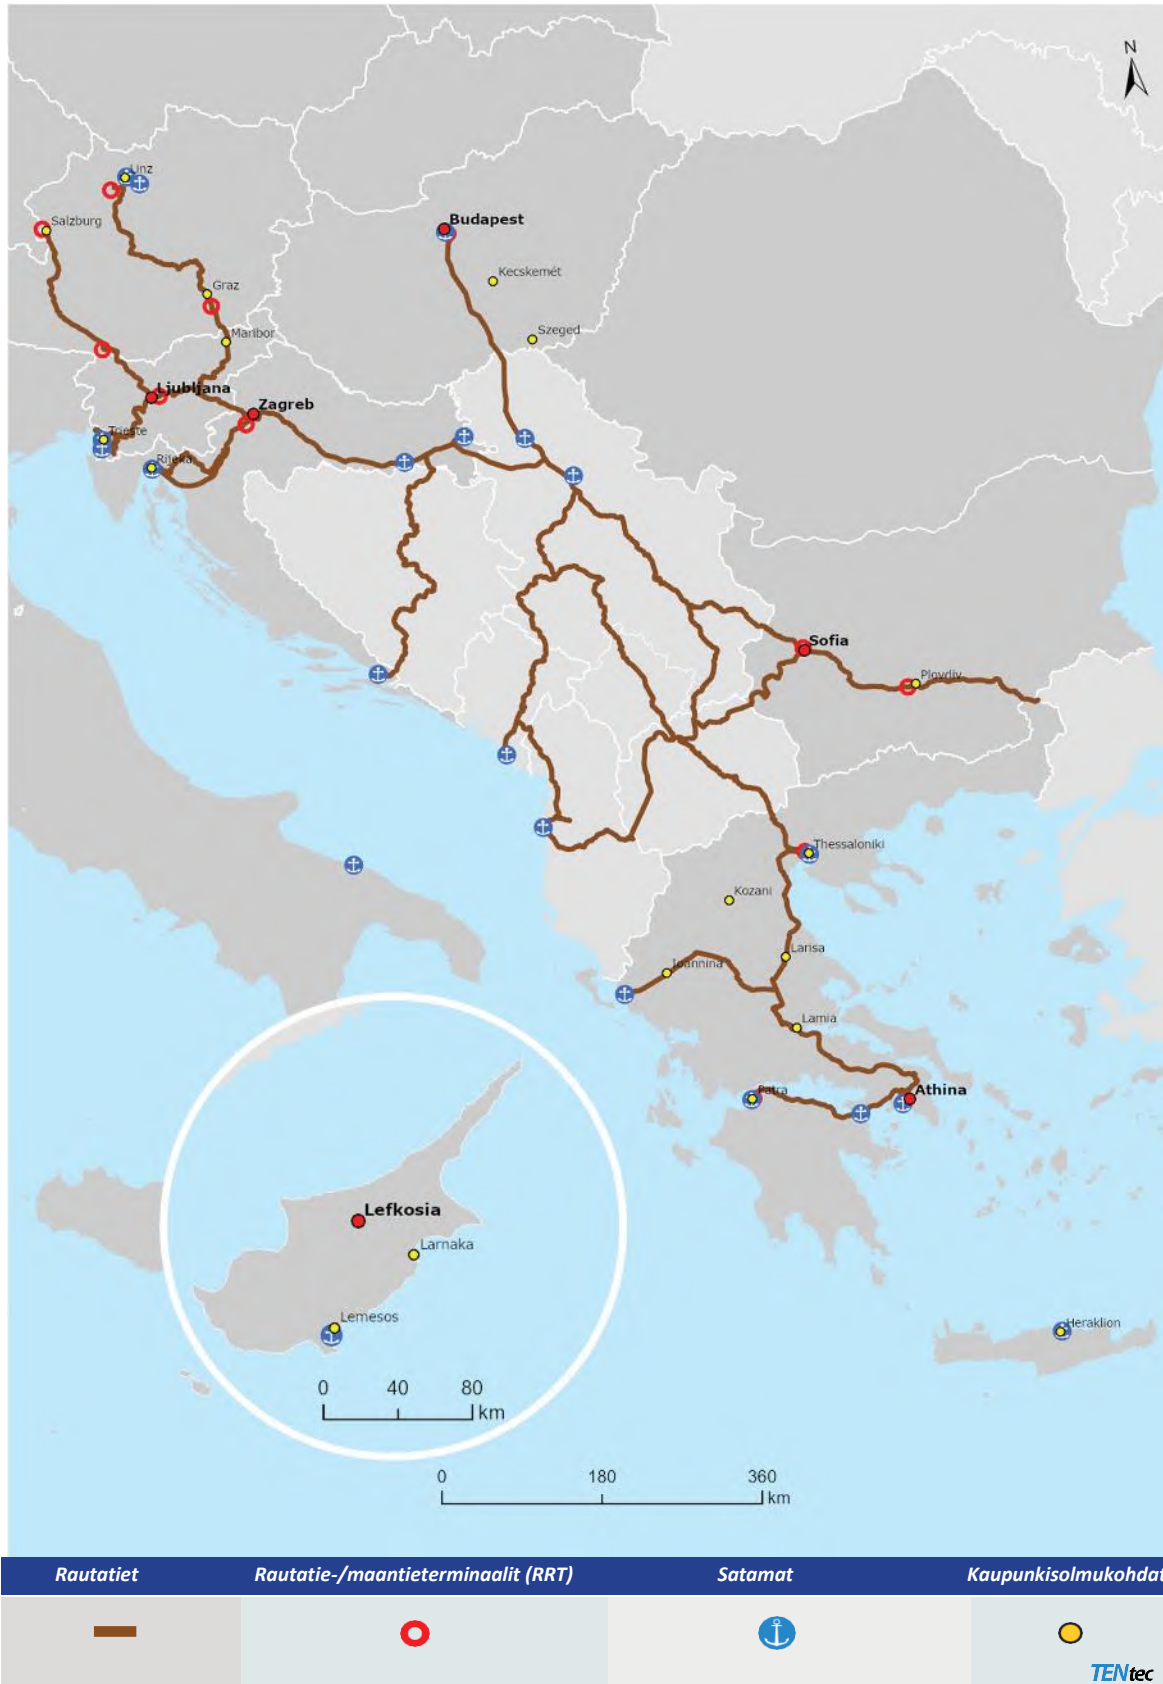 N
Linz
Salzburg
Budapest
Kecskemét
Graz
Szeged
Maribor
Ljubljana
Zagreb
Trieste
Rijeka
Sofia
Plovdiv
Thessaloniki
Kozani
Larisa
Ioannina
Lamia
Patra
Athina
Lefkosia
Larnaka
Lemesos
Heraklion
0 40 80
km
0 180 360
km
Rautatiet Rautatie-/maantieterminaalit (RRT) Satamat Kaupunkisolmukohdat
TENtec